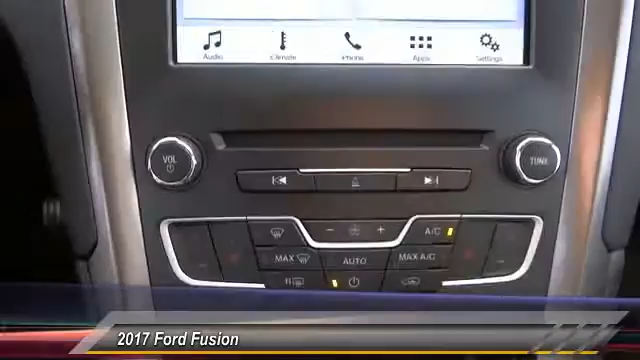 Audio Climate Phone Apps Settings
VOL TUNE
A/C
MAX AUTO MAX A/C
2017 Ford Fusion